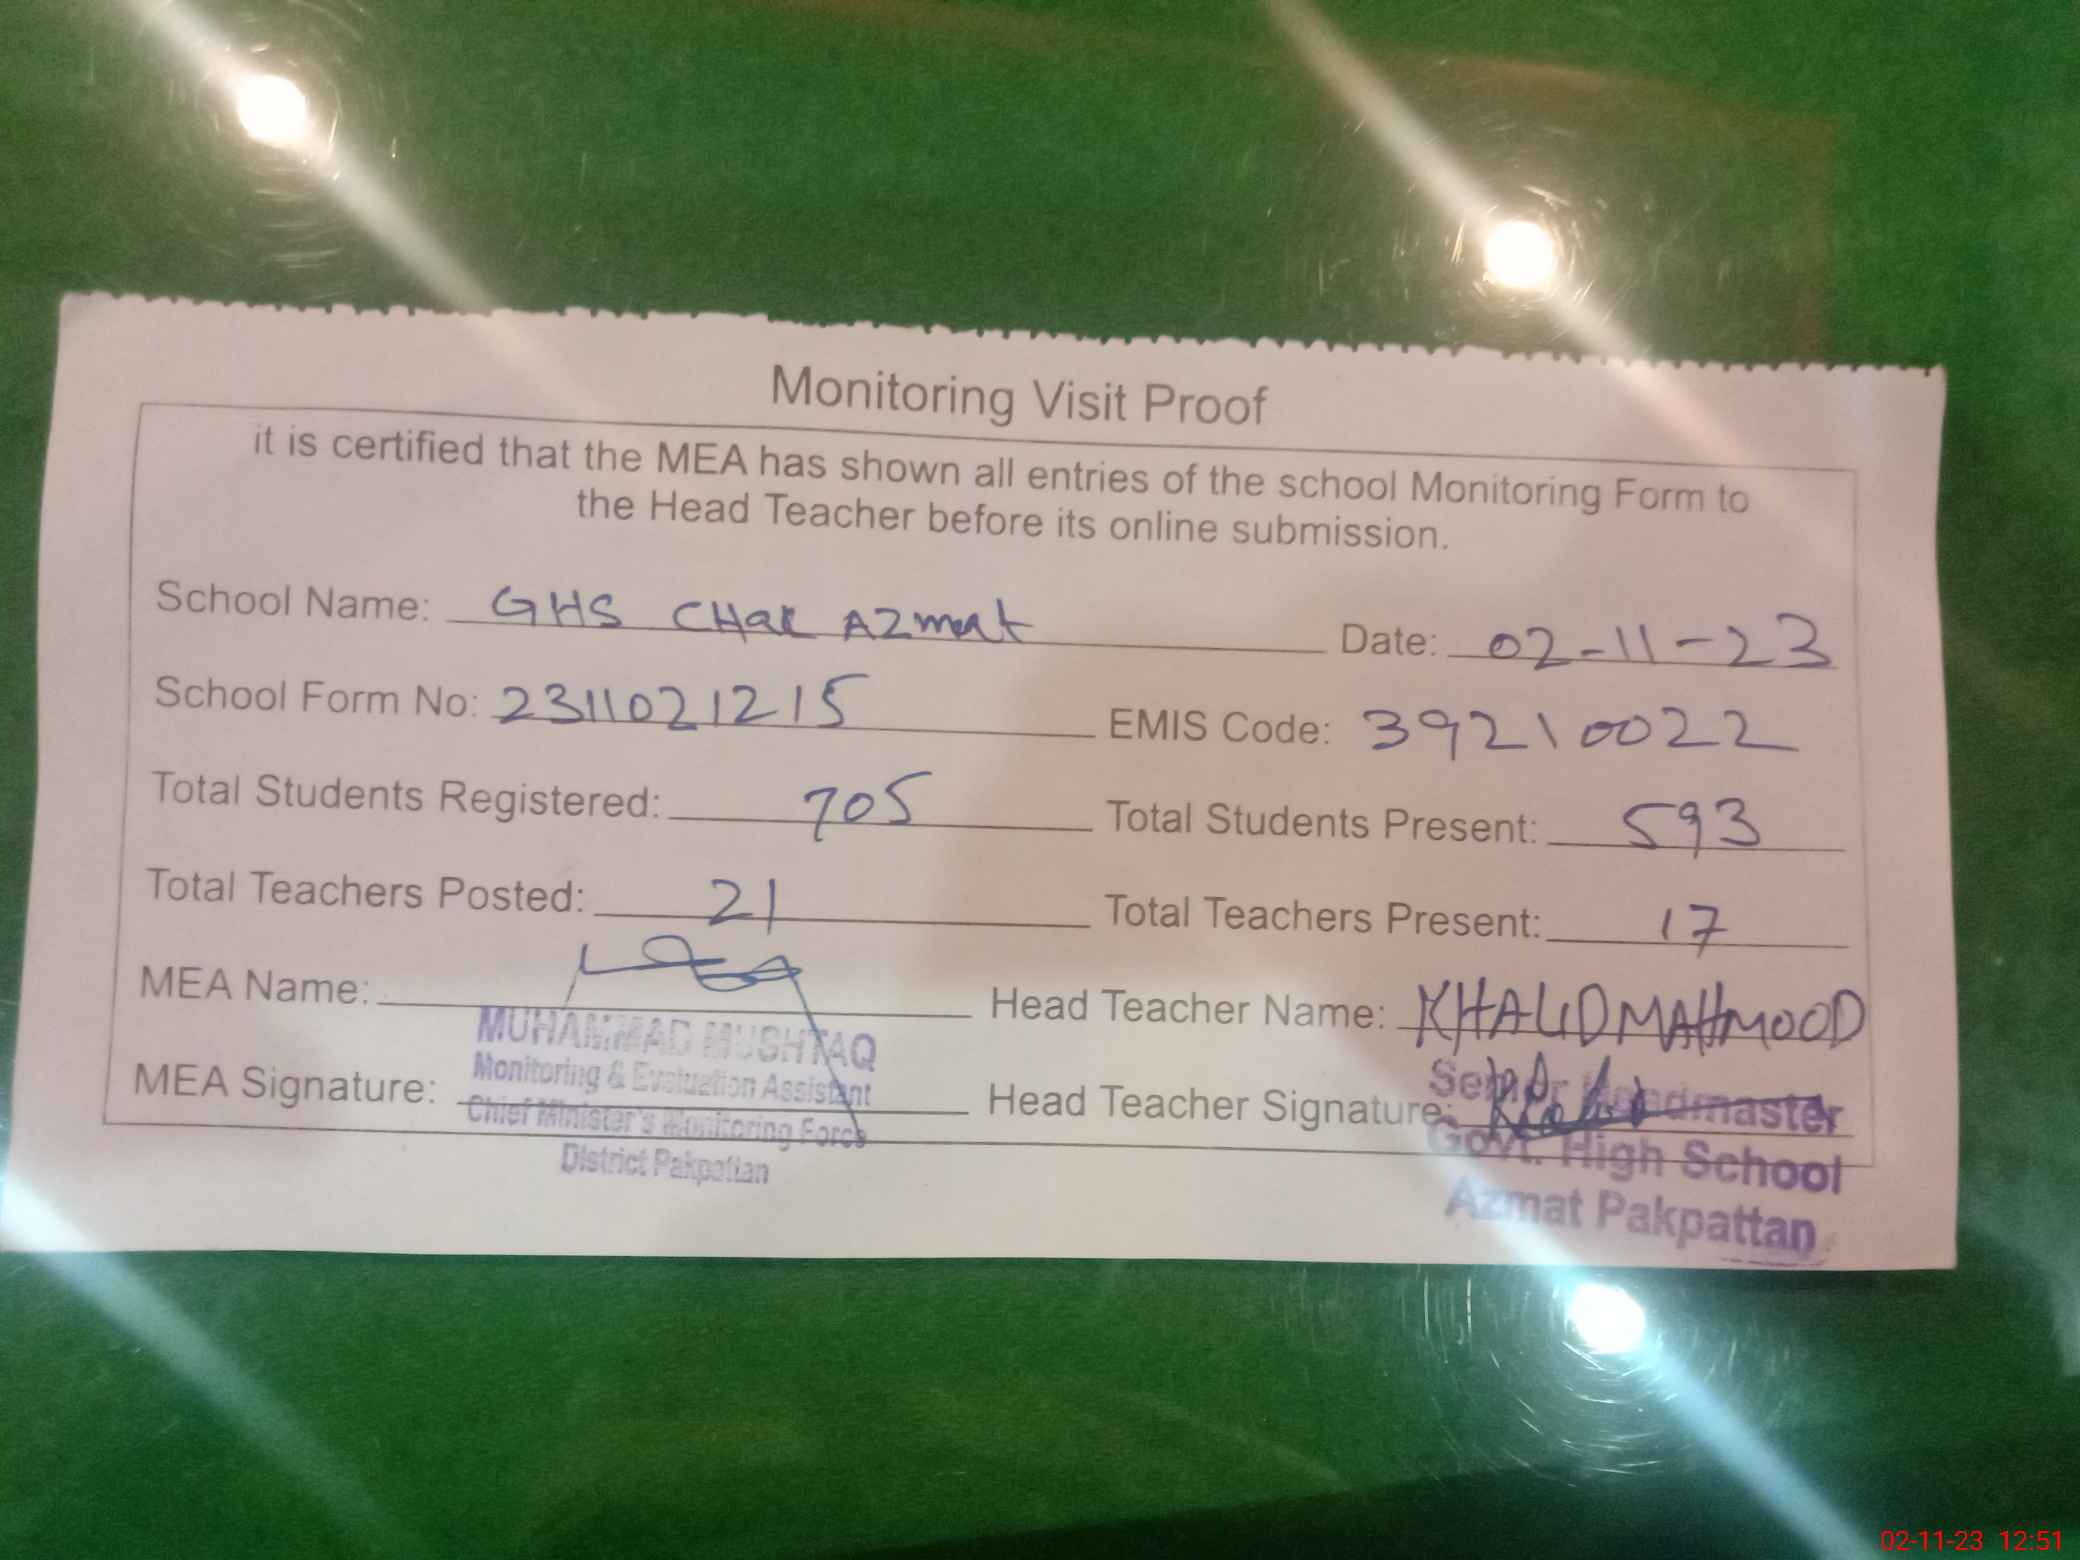 Monitoring Visit Proof
it is certified that the MEA has shown all entries of the school Monitoring Form to
the Head Teacher before its online submission.
School Name: GHS CHak AZmat Date: 02-11-23
School Form No: 2311021215 EMIS Code: 39210022
Total Students Registered: 705 Total Students Present: 593
Total Teachers Posted: 21 Total Teachers Present: 17
MEA Name: Head Teacher Name: KHALID MAHMOOD
MUHAMMAD MUSHTAQ
Monitoring & Evaluation Assistant
MEA Signature: Head Teacher Signature:
Chief Minister's Monitoring Force
District Pakpattan
Senior Headmaster
Govt. High School
Azmat Pakpattan
02-11-23 12:51